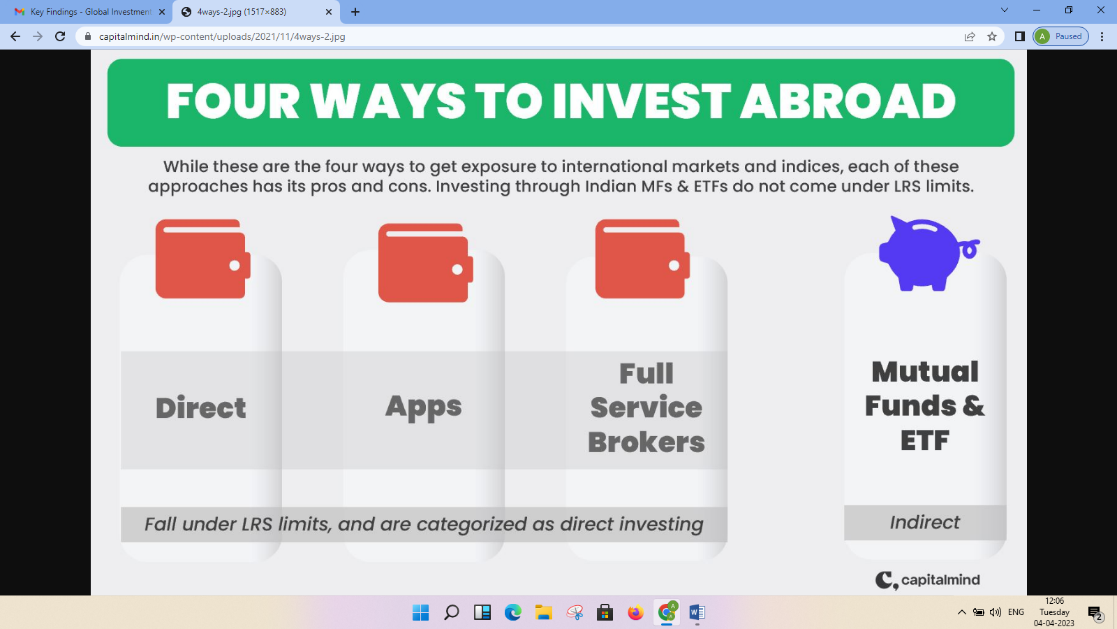 Key Findings - Global Investment
4ways-2.jpg (1517×883)
capitalmind.in/wp-content/uploads/2021/11/4ways-2.jpg
A
Paused
FOUR WAYS TO INVEST ABROAD
While these are the four ways to get exposure to international markets and indices, each of these
approaches has its pros and cons. Investing through Indian MFs & ETFs do not come under LRS limits.
Direct
Apps
Full
Service
Brokers
Mutual
Funds &
ETF
Fall under LRS limits, and are categorized as direct investing
Indirect
capitalmind
ENG
12:06
Tuesday
04-04-2023
2